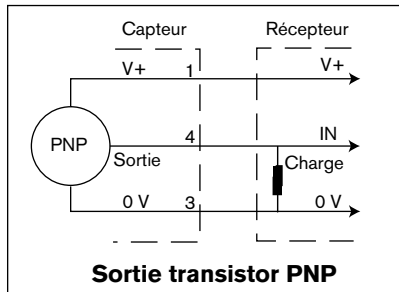 Capteur Récepteur
V+ 1 V+
4 IN
PNP Sortie Charge
0 V 3 0 V
Sortie transistor PNP